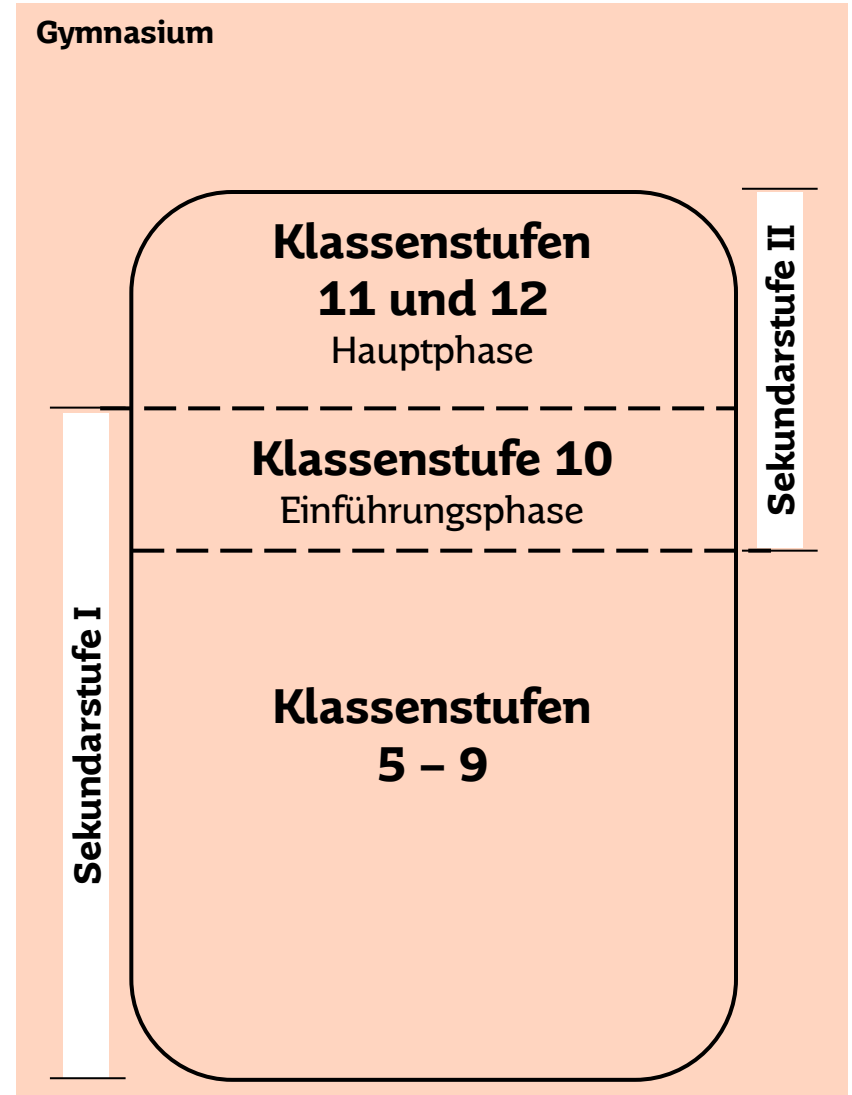 Gymnasium
Klassenstufen
11 und 12
Hauptphase
Sekundarstufe II
Klassenstufe 10
Einführungsphase
Sekundarstufe I
Klassenstufen
5 – 9